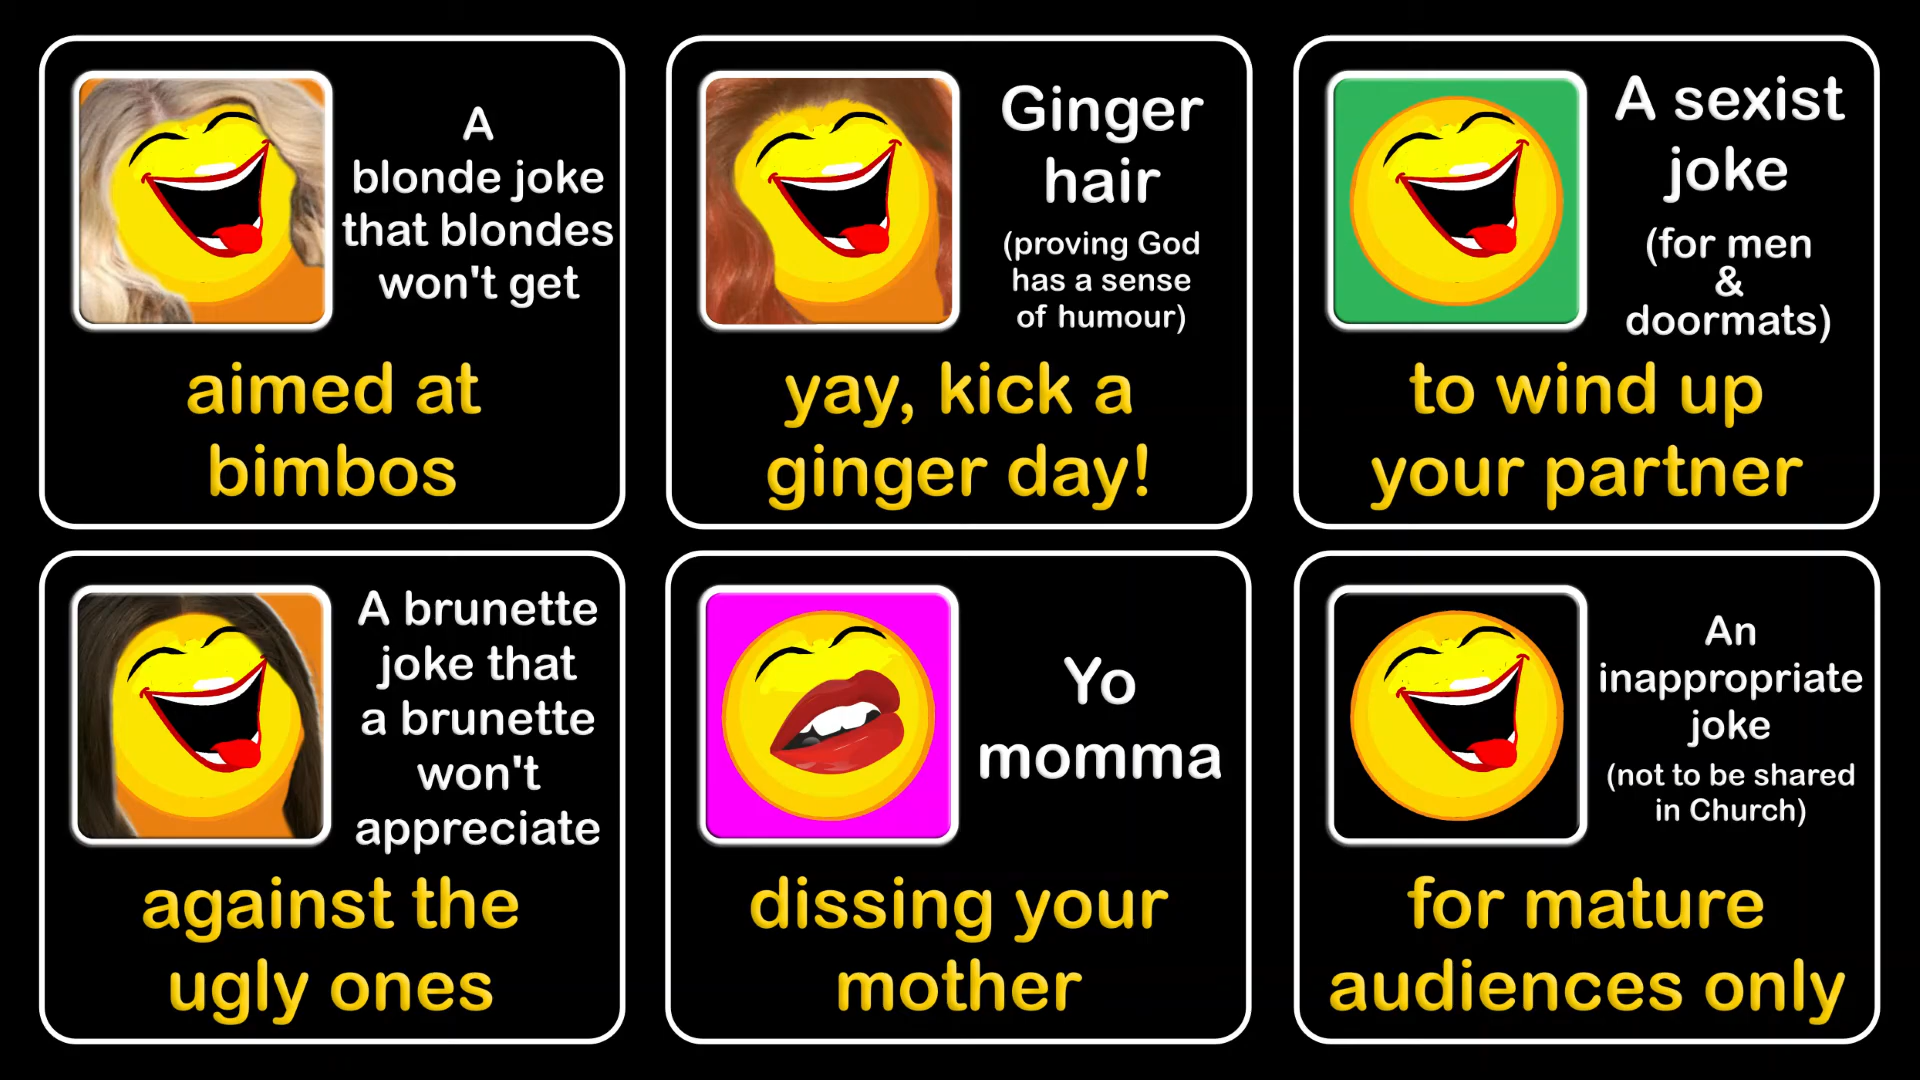 A
blonde joke
that blondes
won't get
aimed at
bimbos
Ginger
hair
(proving God
has a sense
of humour)
yay, kick a
ginger day!
A sexist
joke
(for men
&
doormats)
to wind up
your partner
A brunette
joke that
a brunette
won't
appreciate
against the
ugly ones
Yo
momma
dissing your
mother
An
inappropriate
joke
(not to be shared
in Church)
for mature
audiences only